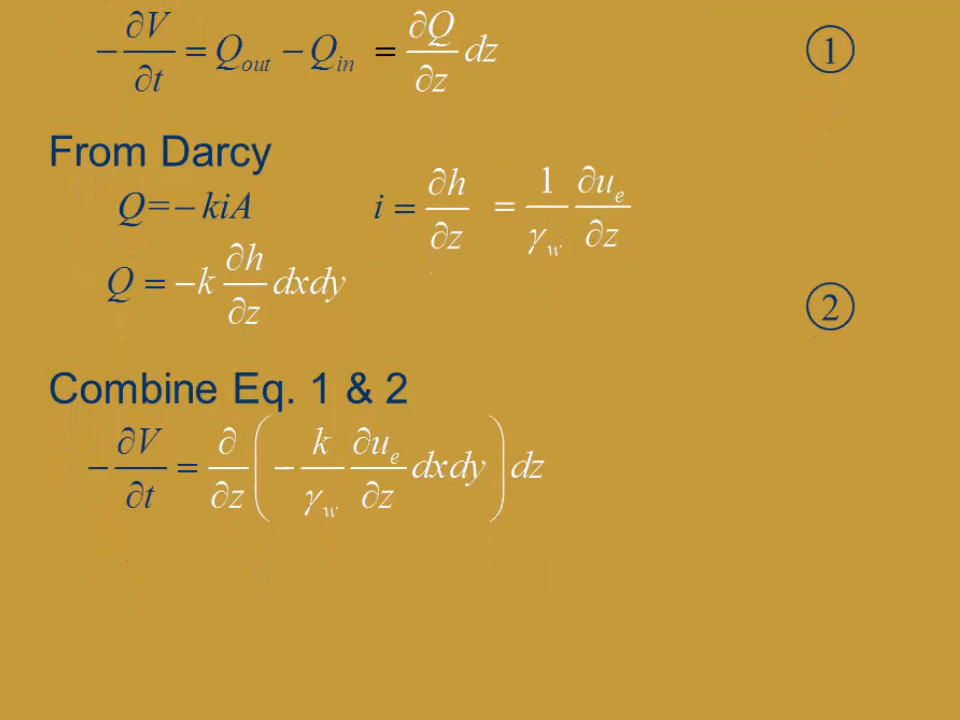 −∂V/∂t = Q_out − Q_in = ∂Q/∂z dz ①
From Darcy
Q=−kiA i = ∂h/∂z = 1/γ_w ∂u_e/∂z
Q = −k ∂h/∂z dxdy ②
Combine Eq. 1 & 2
−∂V/∂t = ∂/∂z (−k/γ_w ∂u_e/∂z dxdy) dz